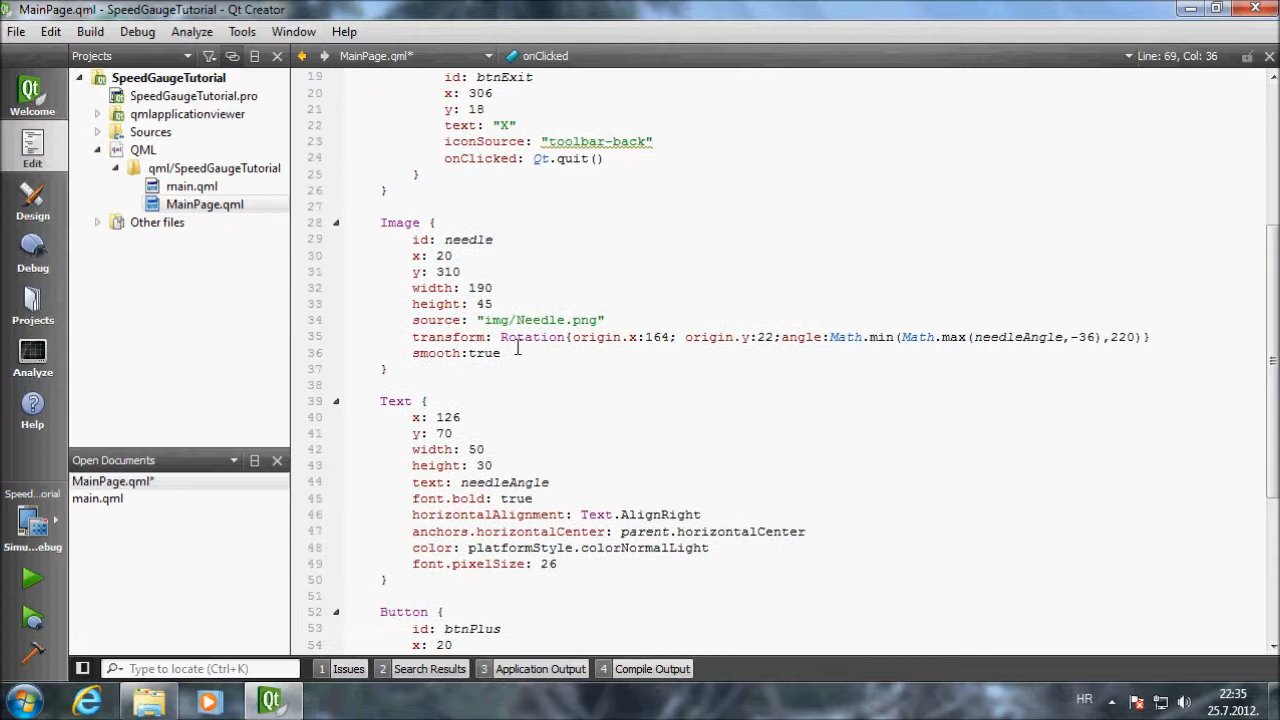 MainPage.qml - SpeedGaugeTutorial - Qt Creator
File Edit Build Debug Analyze Tools Window Help
Projects
MainPage.qml*
onClicked
Line: 69, Col: 36
Welcome
Edit
Design
Debug
Projects
Analyze
Help
Speed...orial
Simu...ebug
SpeedGaugeTutorial
SpeedGaugeTutorial.pro
qmlapplicationviewer
Sources
QML
qml/SpeedGaugeTutorial
main.qml
MainPage.qml
Other files
Open Documents
MainPage.qml*
main.qml
19 id: btnExit
20 x: 306
21 y: 18
22 text: "X"
23 iconSource: "toolbar-back"
24 onClicked: Qt.quit()
25 }
26 }
27
28 Image {
29 id: needle
30 x: 20
31 y: 310
32 width: 190
33 height: 45
34 source: "img/Needle.png"
35 transform: Rotation{origin.x:164; origin.y:22;angle:Math.min(Math.max(needleAngle,-36),220)}
36 smooth:true
37 }
38
39 Text {
40 x: 126
41 y: 70
42 width: 50
43 height: 30
44 text: needleAngle
45 font.bold: true
46 horizontalAlignment: Text.AlignRight
47 anchors.horizontalCenter: parent.horizontalCenter
48 color: platformStyle.colorNormalLight
49 font.pixelSize: 26
50 }
51
52 Button {
53 id: btnPlus
54 x: 20
Type to locate (Ctrl+K)
1 Issues
2 Search Results
3 Application Output
4 Compile Output
HR
22:35
25.7.2012.